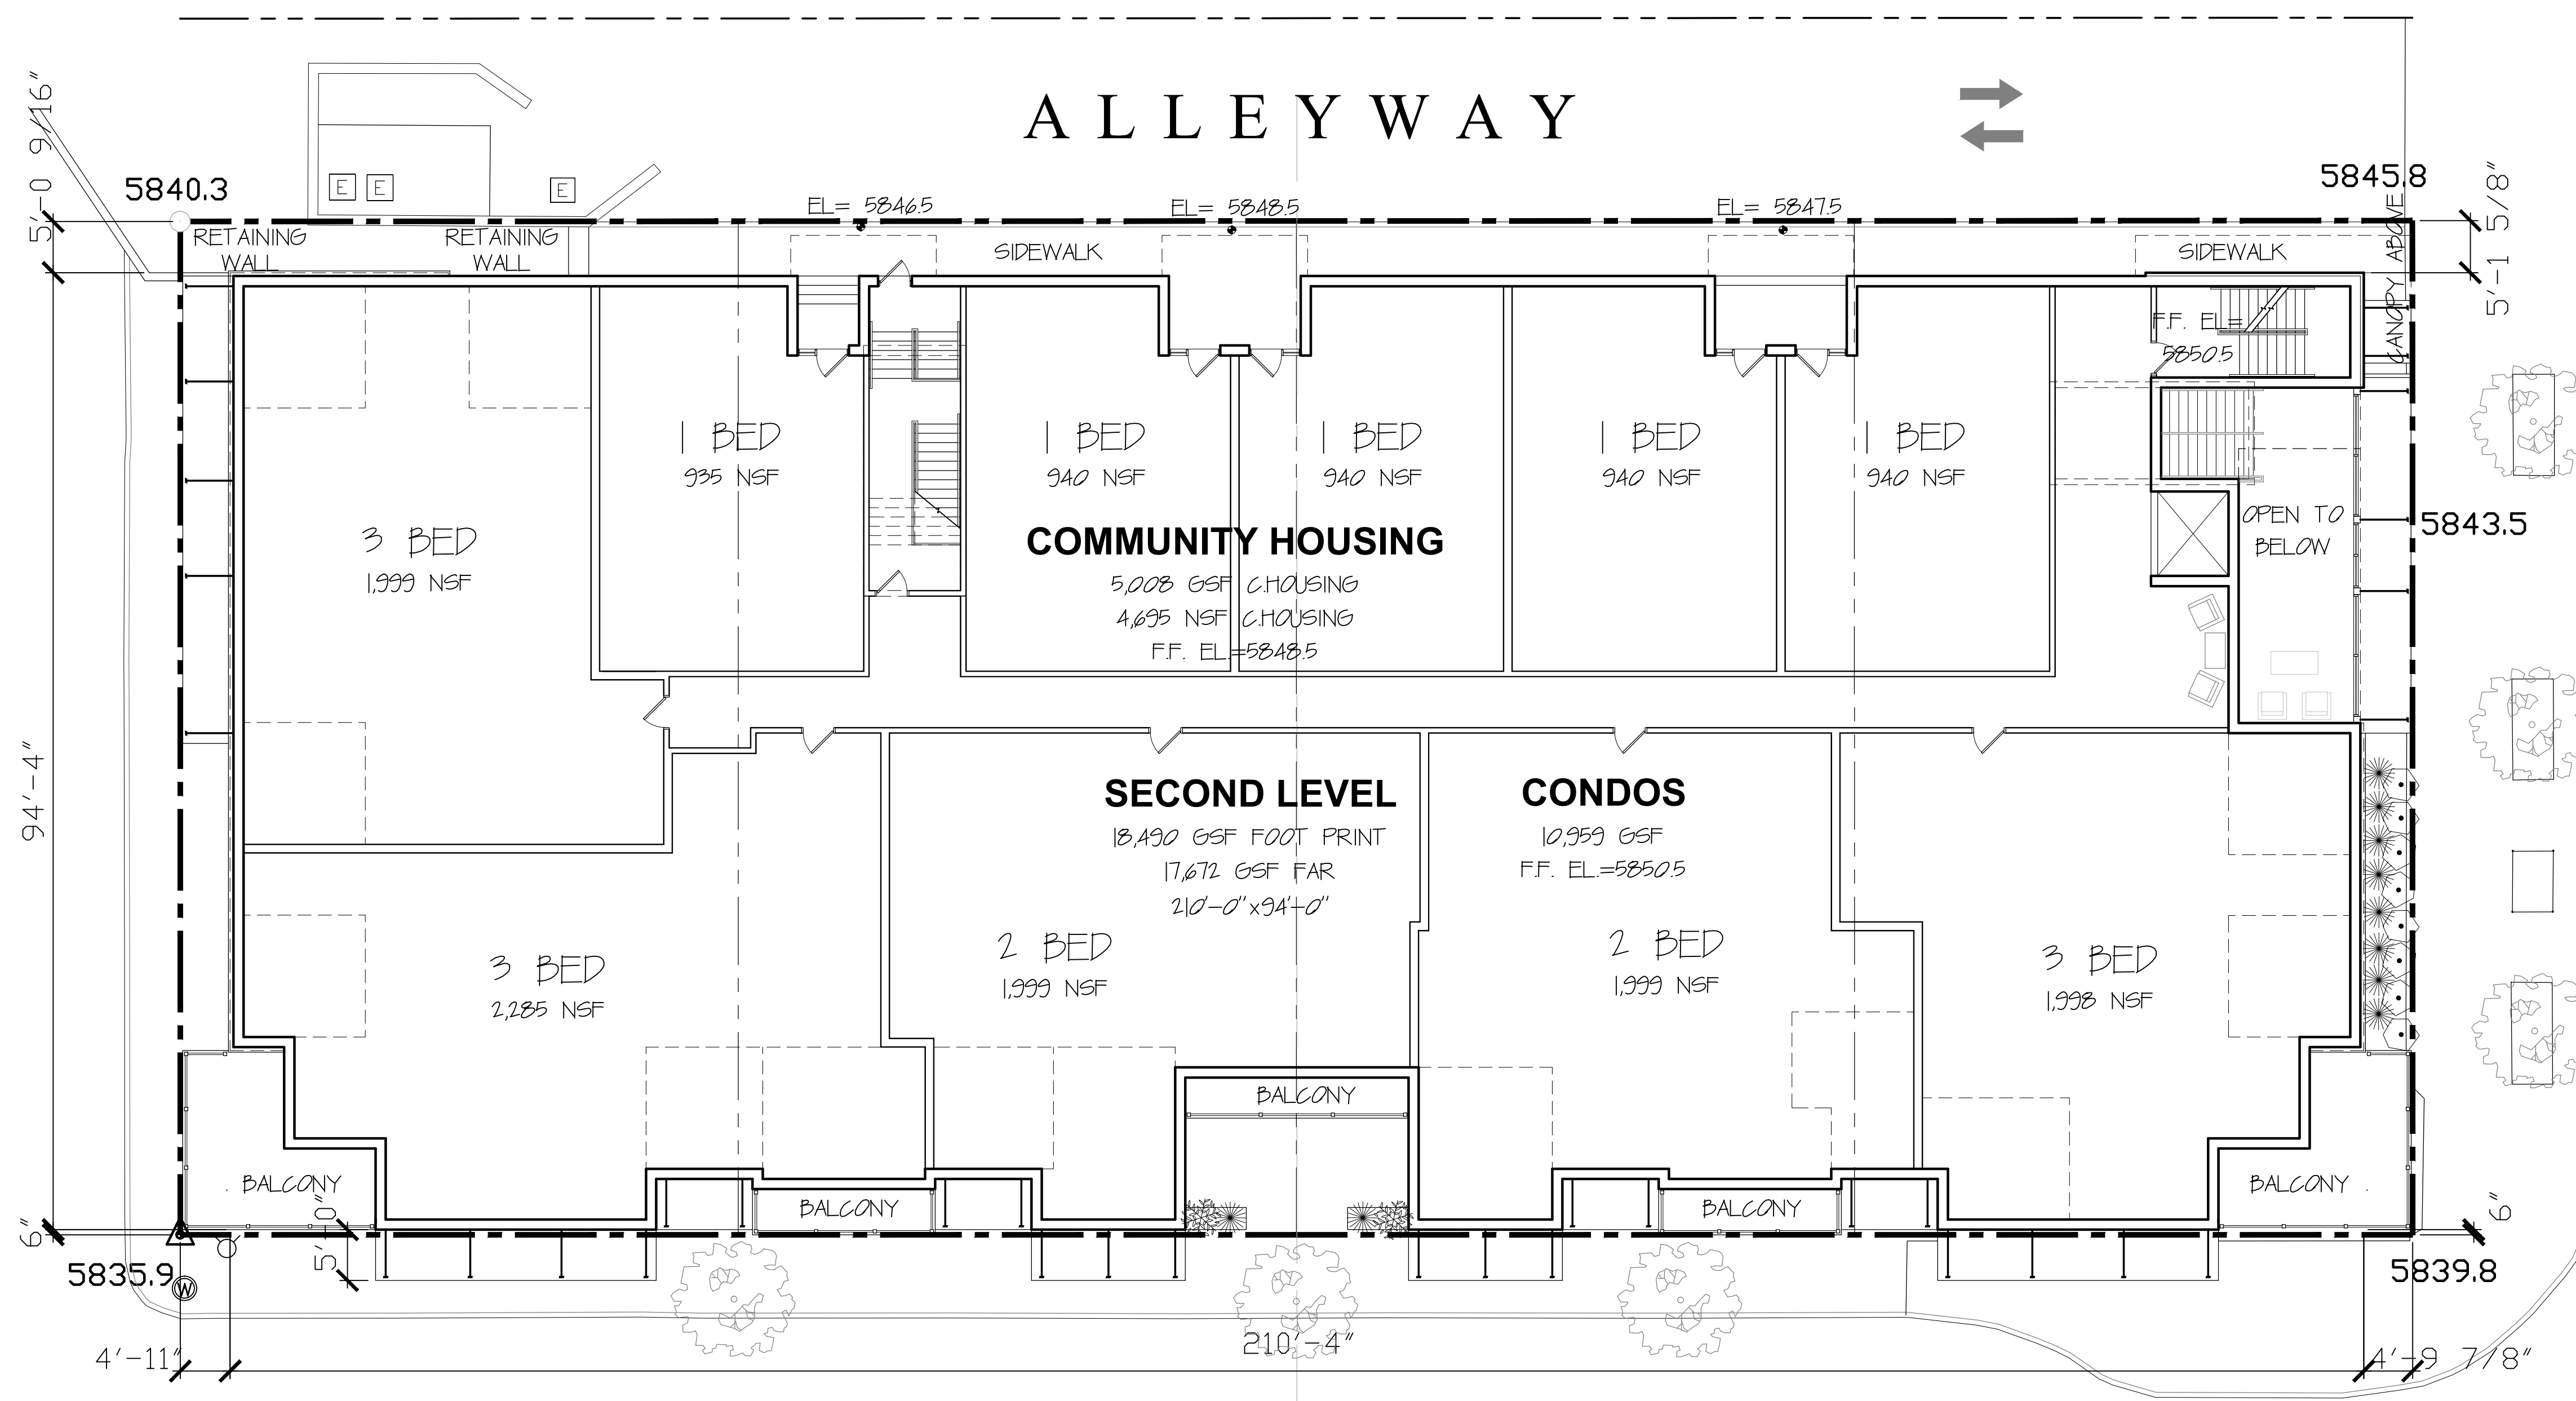 ALLEYWAY
5'-0 9/16"
5840.3
E
E
E
EL= 5846.5
EL= 5848.5
EL= 5847.5
5845.8
5'-1 5/8"
RETAINING
WALL
RETAINING
WALL
SIDEWALK
SIDEWALK
CANOPY ABOVE
F.F. EL=
5850.5
1 BED
935 NSF
1 BED
940 NSF
1 BED
940 NSF
1 BED
940 NSF
1 BED
940 NSF
3 BED
1,999 NSF
COMMUNITY HOUSING
5,008 GSF C.HOUSING
4,695 NSF C.HOUSING
F.F. EL.=5848.5
OPEN TO
BELOW
5843.5
94'-4"
SECOND LEVEL
18,490 GSF FOOT PRINT
17,672 GSF FAR
210'-0"x94'-0"
CONDOS
10,959 GSF
F.F. EL.=5850.5
3 BED
2,285 NSF
2 BED
1,999 NSF
2 BED
1,999 NSF
3 BED
1,998 NSF
BALCONY
BALCONY
BALCONY
BALCONY
BALCONY
6"
5'-0"
6"
5835.9
W
5839.8
4'-11"
210'-4"
4'-9 7/8"